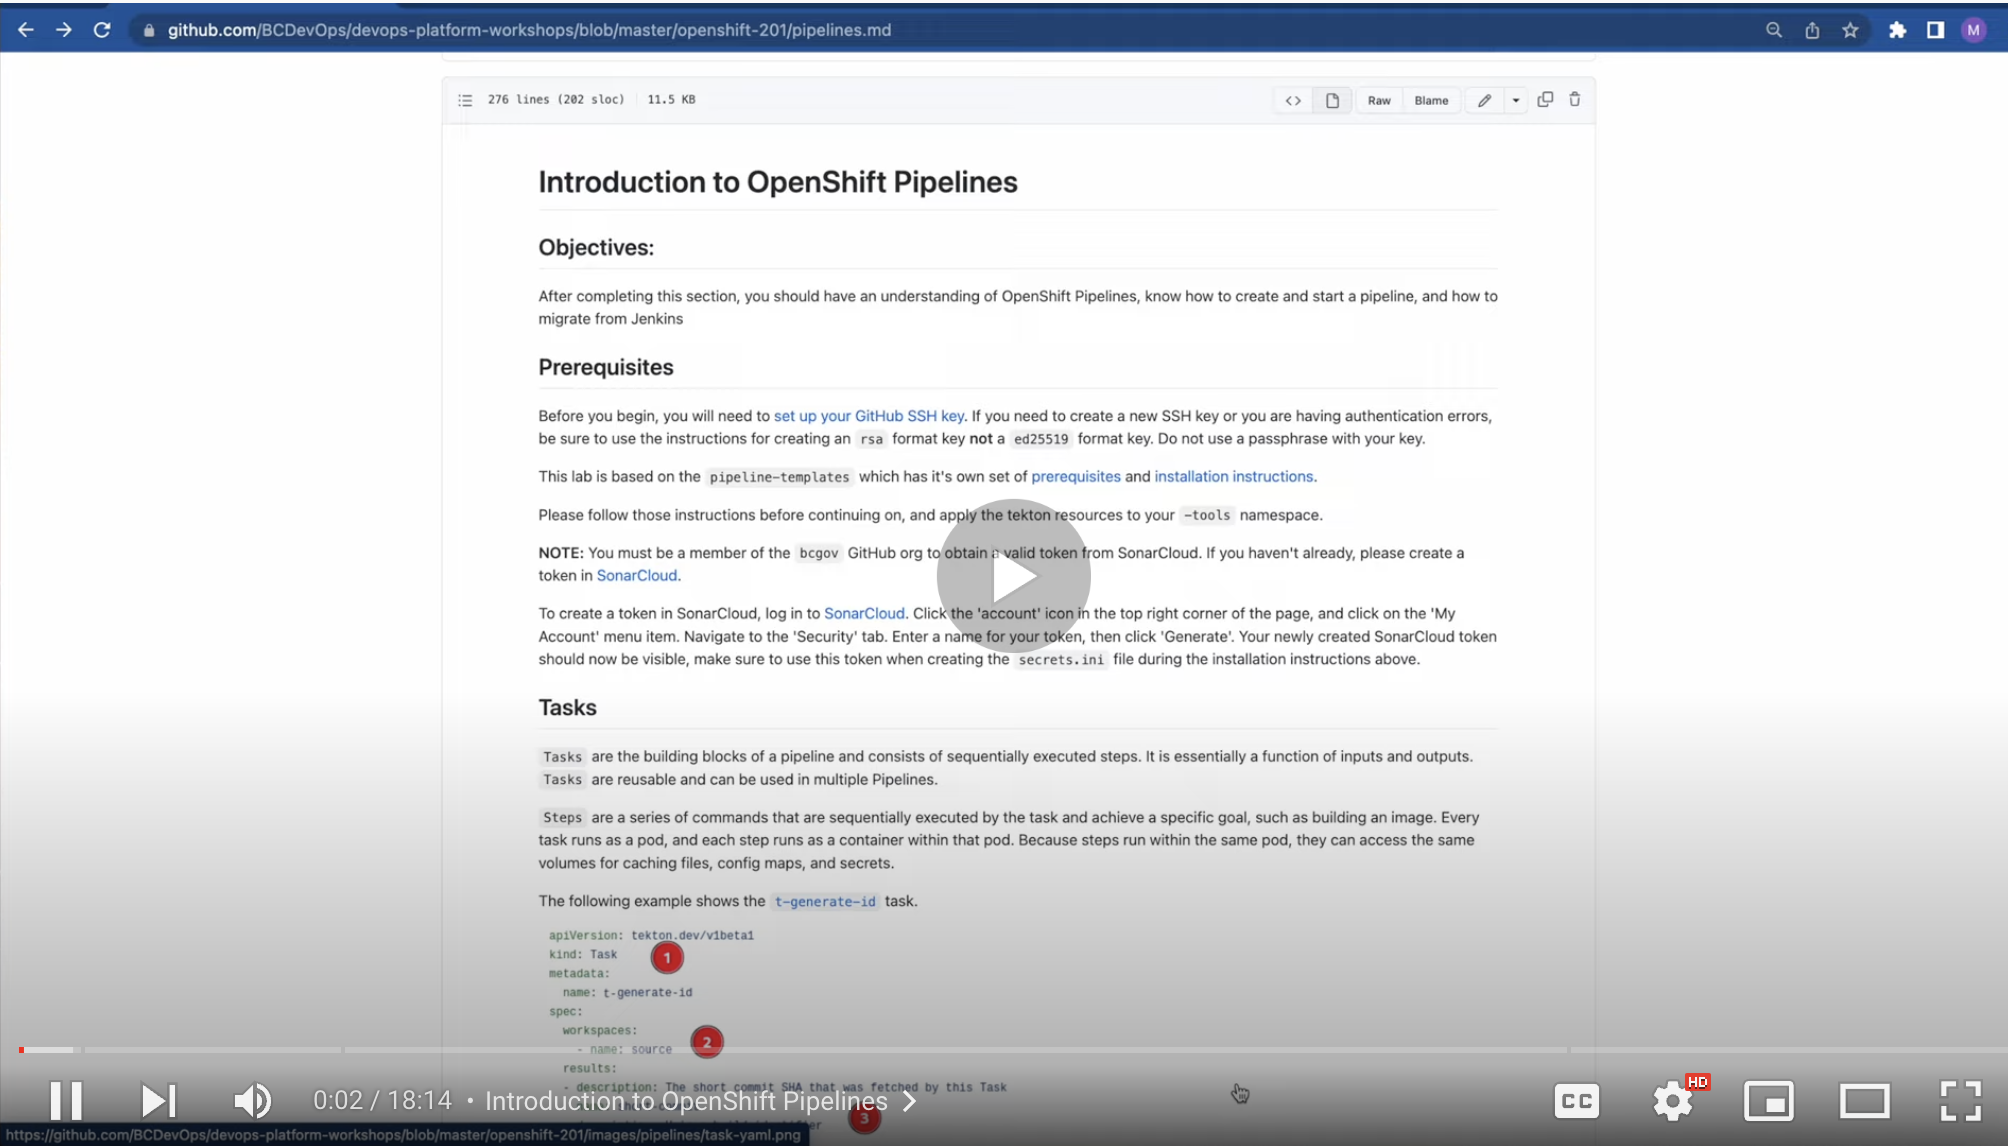 github.com/BCDevOps/devops-platform-workshops/blob/master/openshift-201/pipelines.md
M
276 lines (202 sloc) 11.5 KB
Raw Blame
Introduction to OpenShift Pipelines
Objectives:
After completing this section, you should have an understanding of OpenShift Pipelines, know how to create and start a pipeline, and how to
migrate from Jenkins
Prerequisites
Before you begin, you will need to set up your GitHub SSH key. If you need to create a new SSH key or you are having authentication errors,
be sure to use the instructions for creating an rsa format key not a ed25519 format key. Do not use a passphrase with your key.
This lab is based on the pipeline-templates which has it's own set of prerequisites and installation instructions.
Please follow those instructions before continuing on, and apply the tekton resources to your -tools namespace.
NOTE: You must be a member of the bcgov GitHub org to obtain a valid token from SonarCloud. If you haven't already, please create a
token in SonarCloud.
To create a token in SonarCloud, log in to SonarCloud. Click the 'account' icon in the top right corner of the page, and click on the 'My
Account' menu item. Navigate to the 'Security' tab. Enter a name for your token, then click 'Generate'. Your newly created SonarCloud token
should now be visible, make sure to use this token when creating the secrets.ini file during the installation instructions above.
Tasks
Tasks are the building blocks of a pipeline and consists of sequentially executed steps. It is essentially a function of inputs and outputs.
Tasks are reusable and can be used in multiple Pipelines.
Steps are a series of commands that are sequentially executed by the task and achieve a specific goal, such as building an image. Every
task runs as a pod, and each step runs as a container within that pod. Because steps run within the same pod, they can access the same
volumes for caching files, config maps, and secrets.
The following example shows the t-generate-id task.
apiVersion: tekton.dev/v1beta1
kind: Task
1
metadata:
name: t-generate-id
spec:
workspaces:
- name: source
2
results:
- description: The short commit SHA that was fetched by this Task
0:02 / 18:14 • Introduction to OpenShift Pipelines
CC
HD
3
https://github.com/BCDevOps/devops-platform-workshops/blob/master/openshift-201/images/pipelines/task-yaml.png